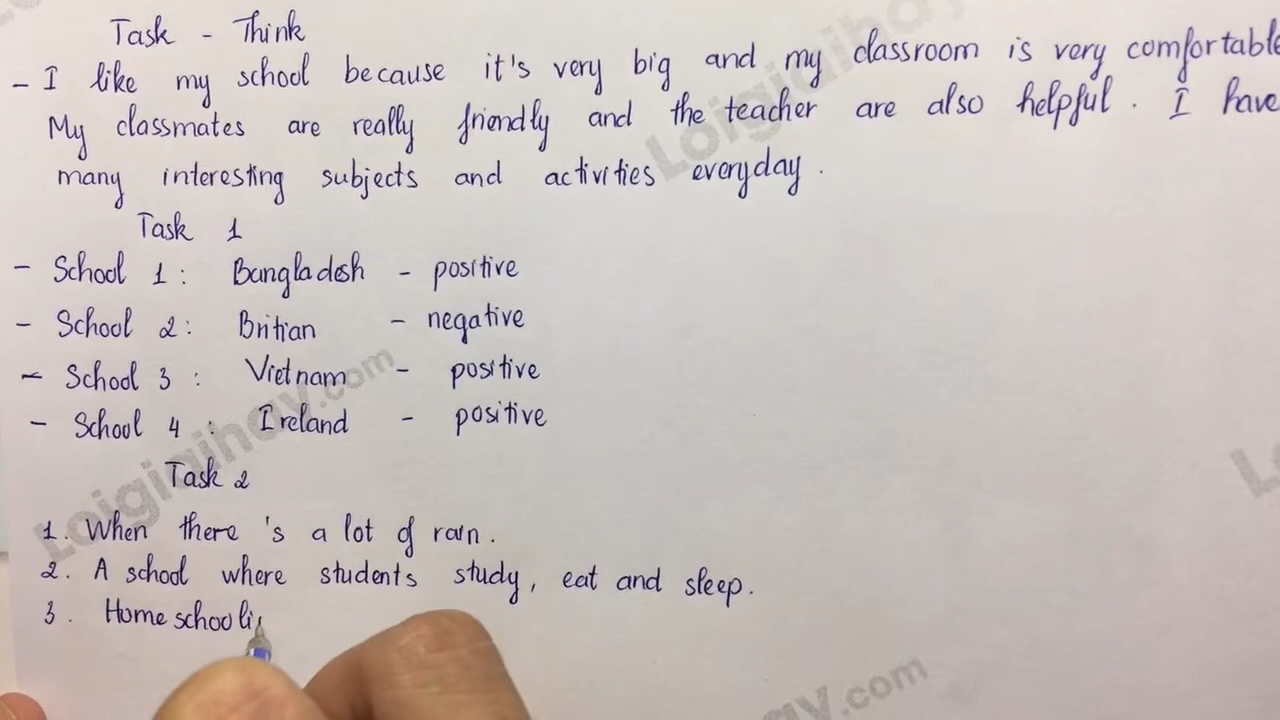 Task - Think
- I like my school because it's very big and my classroom is very comfortable
My classmates are really friendly and the teacher are also helpful. I have
many interesting subjects and activities everyday.
Task 1
- School 1: Bangladesh - positive
- School 2: Britian - negative
- School 3: Vietnam - positive
- School 4: Ireland - positive
Task 2
1. When there's a lot of rain.
2. A school where students study, eat and sleep.
3. Home schooli
Loigiaihay.com